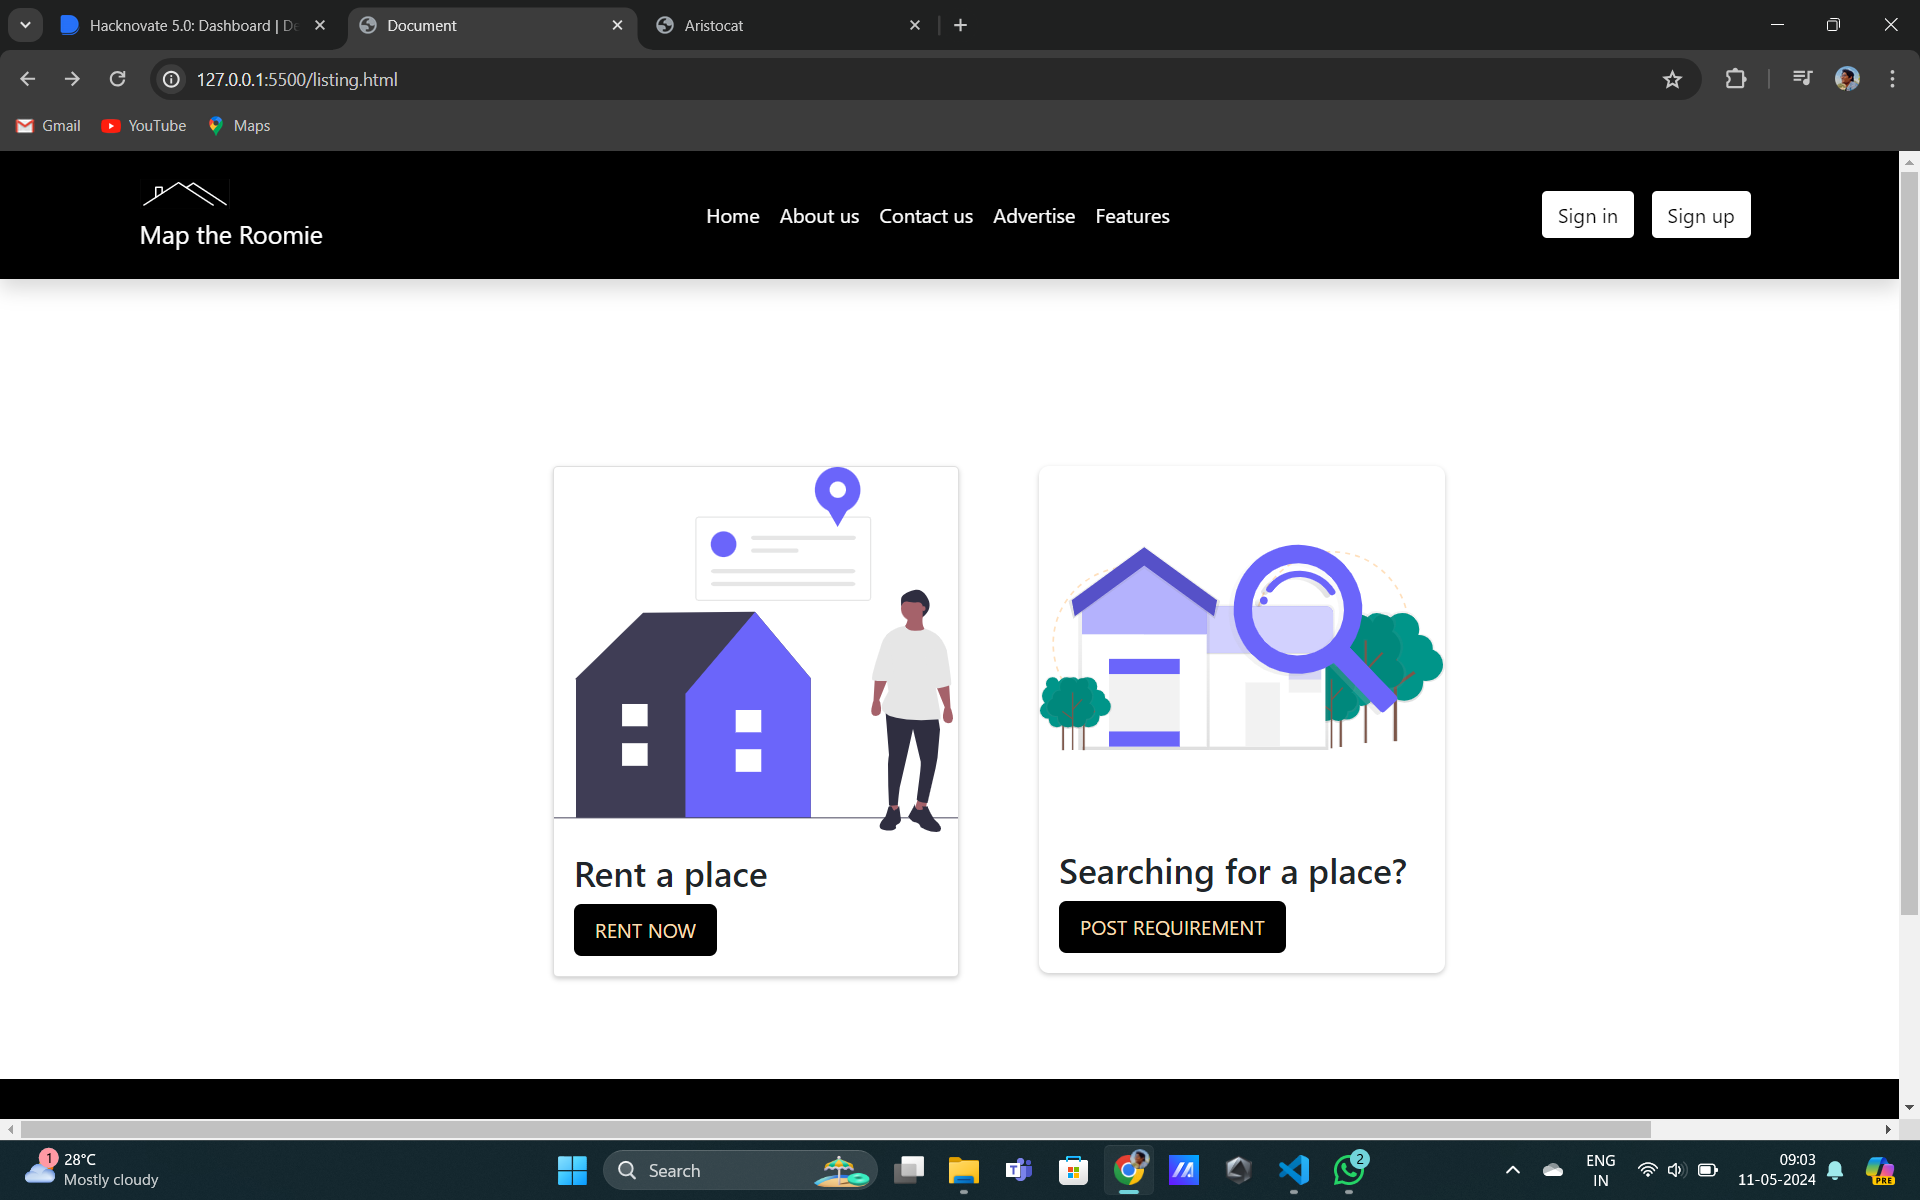 Hacknovate 5.0: Dashboard | De
Document
Aristocat
127.0.0.1:5500/listing.html
Gmail
YouTube
Maps
Map the Roomie
Home
About us
Contact us
Advertise
Features
Sign in
Sign up
Rent a place
RENT NOW
Searching for a place?
POST REQUIREMENT
1
28°C
Mostly cloudy
Search
T
2
ENG
IN
09:03
11-05-2024
PRE